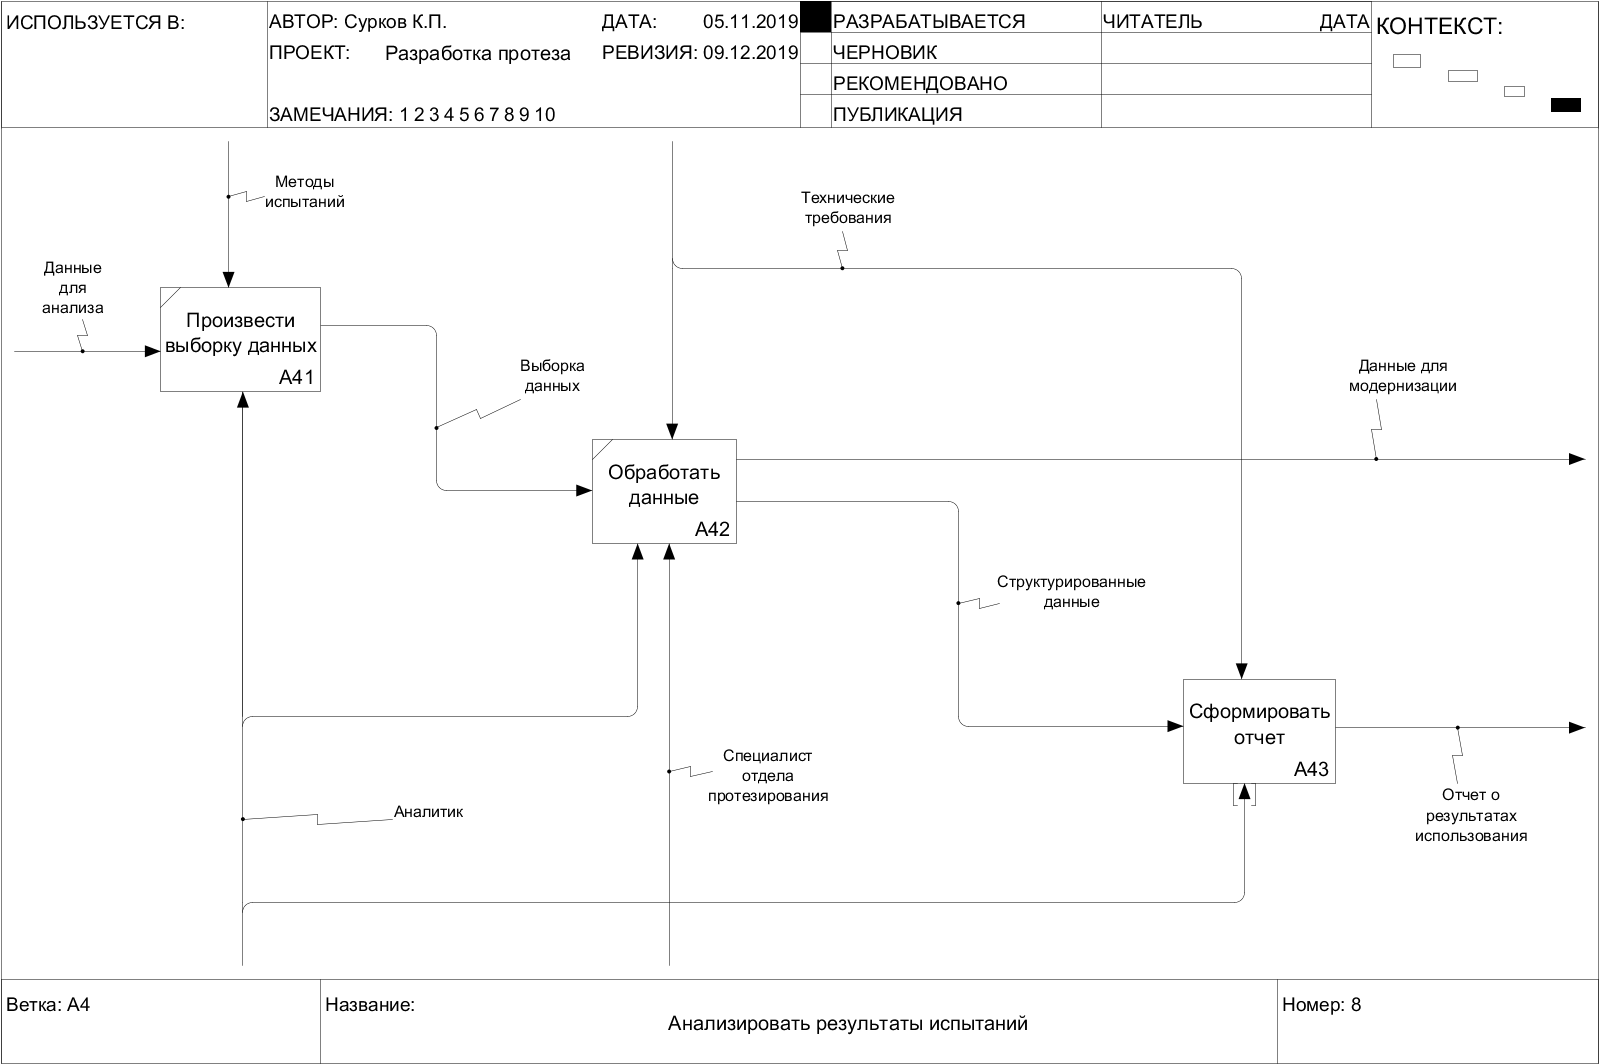 ИСПОЛЬЗУЕТСЯ В:
АВТОР: Сурков К.П.
ДАТА: 05.11.2019
ПРОЕКТ: Разработка протеза
РЕВИЗИЯ: 09.12.2019
ЗАМЕЧАНИЯ: 1 2 3 4 5 6 7 8 9 10
РАЗРАБАТЫВАЕТСЯ
ЧЕРНОВИК
РЕКОМЕНДОВАНО
ПУБЛИКАЦИЯ
ЧИТАТЕЛЬ
ДАТА
КОНТЕКСТ:
Методы
испытаний
Технические
требования
Данные
для
анализа
Произвести
выборку данных
A41
Выборка
данных
Данные для
модернизации
Обработать
данные
A42
Структурированные
данные
Сформировать
отчет
A43
Специалист
отдела
протезирования
Аналитик
Отчет о
результатах
использования
Ветка: A4
Название:
Анализировать результаты испытаний
Номер: 8